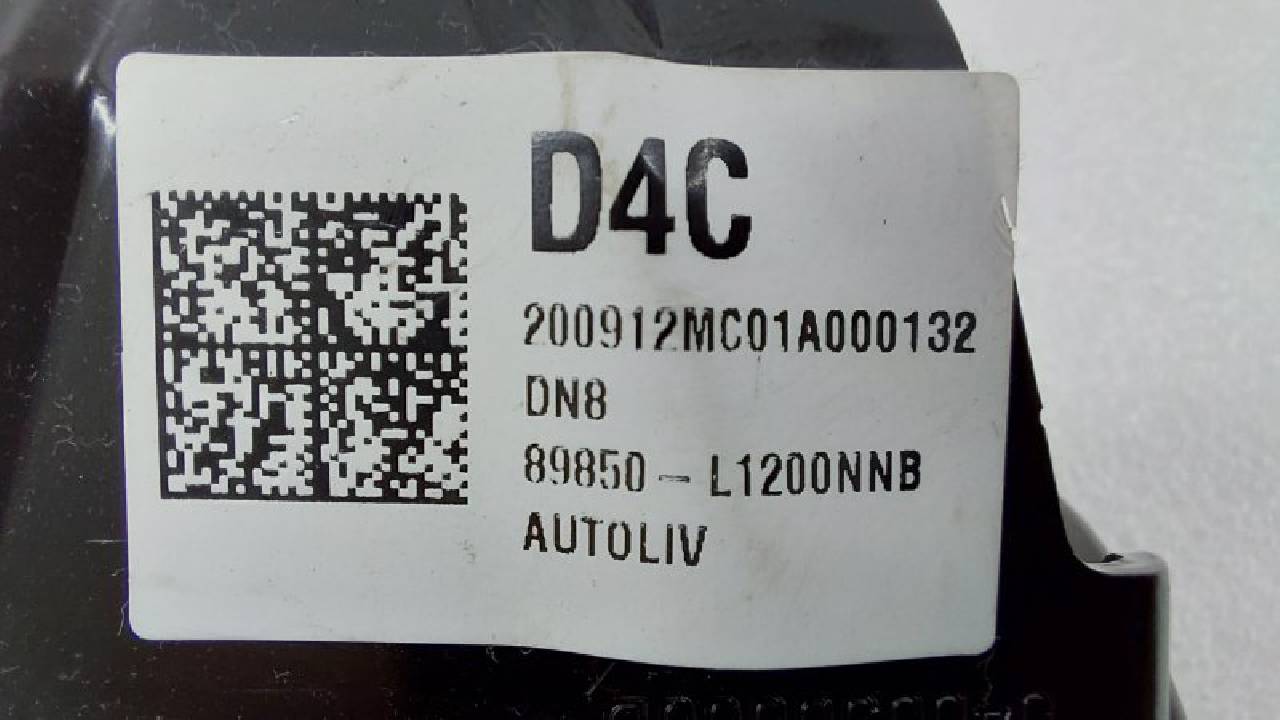 D4C
200912MC01A000132
DN8
89850 - L1200NNB
AUTOLIV